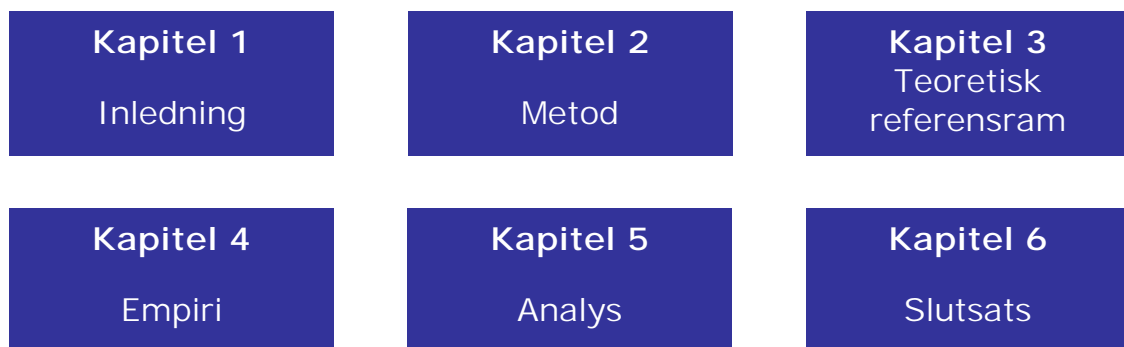 Kapitel 1
Inledning
Kapitel 2
Metod
Kapitel 3
Teoretisk
referensram
Kapitel 4
Empiri
Kapitel 5
Analys
Kapitel 6
Slutsats